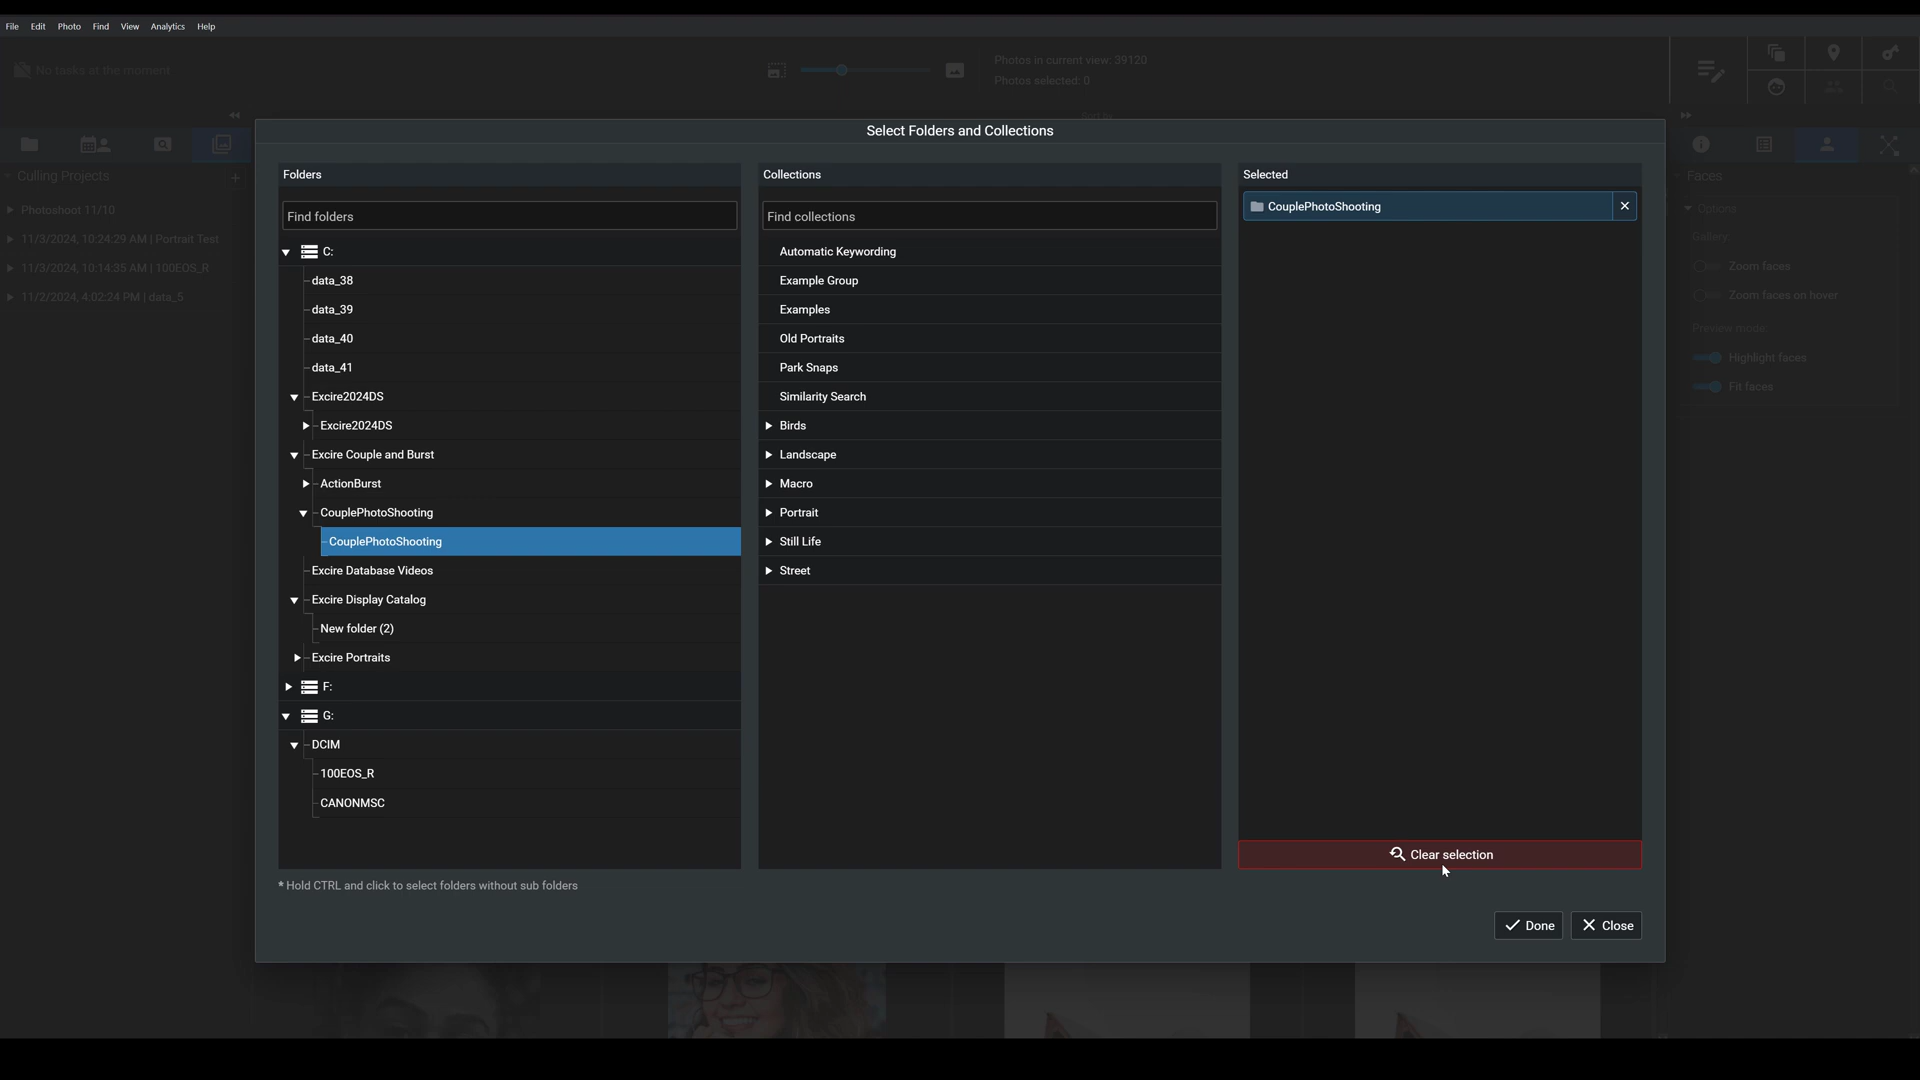 File Edit Photo Find View Analytics Help
No tasks at the moment
Photos in current view: 39120
Photos selected: 0
Select Folders and Collections
Culling Projects
Photoshoot 11/10
11/3/2024, 10:24:29 AM | Portrait Test
11/3/2024, 10:14:35 AM | 100EOS_R
11/2/2024, 4:02:24 PM | data_5
Folders
Find folders
C:
data_38
data_39
data_40
data_41
Excire2024DS
Excire2024DS
Excire Couple and Burst
ActionBurst
CouplePhotoShooting
CouplePhotoShooting
Excire Database Videos
Excire Display Catalog
New folder (2)
Excire Portraits
F:
G:
DCIM
100EOS_R
CANONMSC
* Hold CTRL and click to select folders without sub folders
Collections
Find collections
Automatic Keywording
Example Group
Examples
Old Portraits
Park Snaps
Similarity Search
Birds
Landscape
Macro
Portrait
Still Life
Street
Selected
CouplePhotoShooting
Clear selection
Done
Close
Faces
Options
Gallery
Zoom faces
Zoom faces on hover
Preview mode
Highlight faces
Fit faces